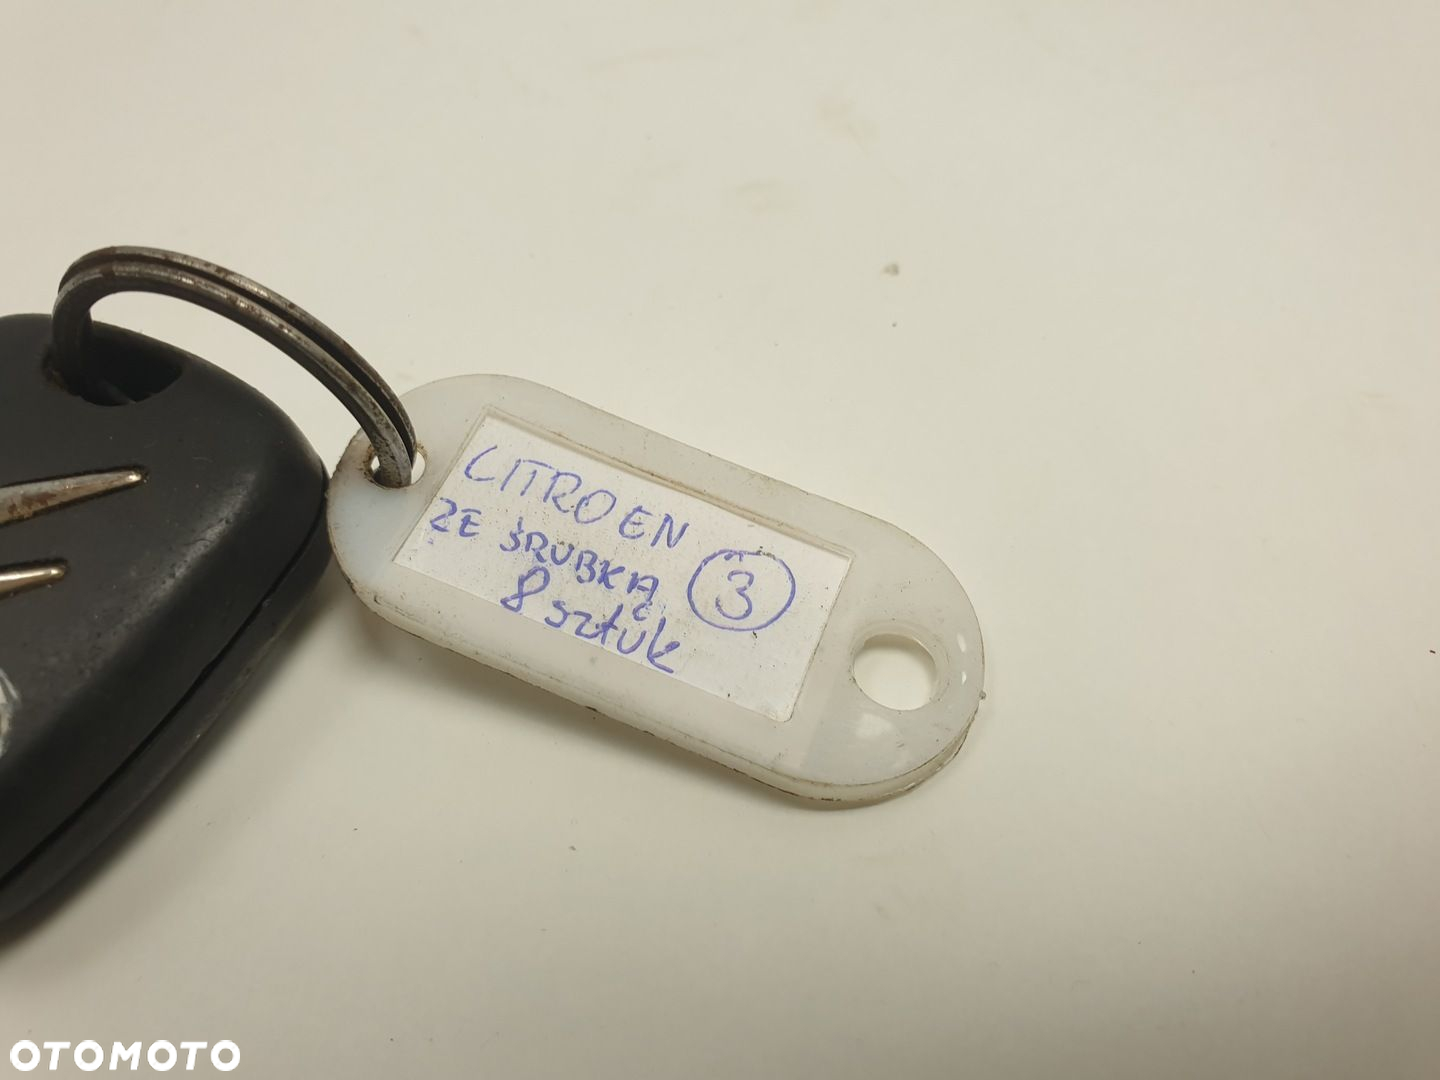 CITROEN
ZE ŚRUBKĄ
8 sztuk
3
OTOMOTO